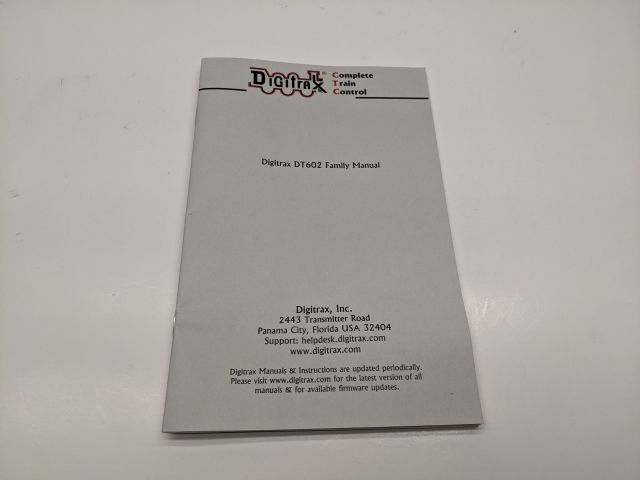 DIGITRAX® Complete
Train
Control
Digitrax DT602 Family Manual
Digitrax, Inc.
2443 Transmitter Road
Panama City, Florida USA 32404
Support: helpdesk.digitrax.com
www.digitrax.com
Digitrax Manuals & Instructions are updated periodically.
Please visit www.digitrax.com for the latest version of all
manuals & for available firmware updates.